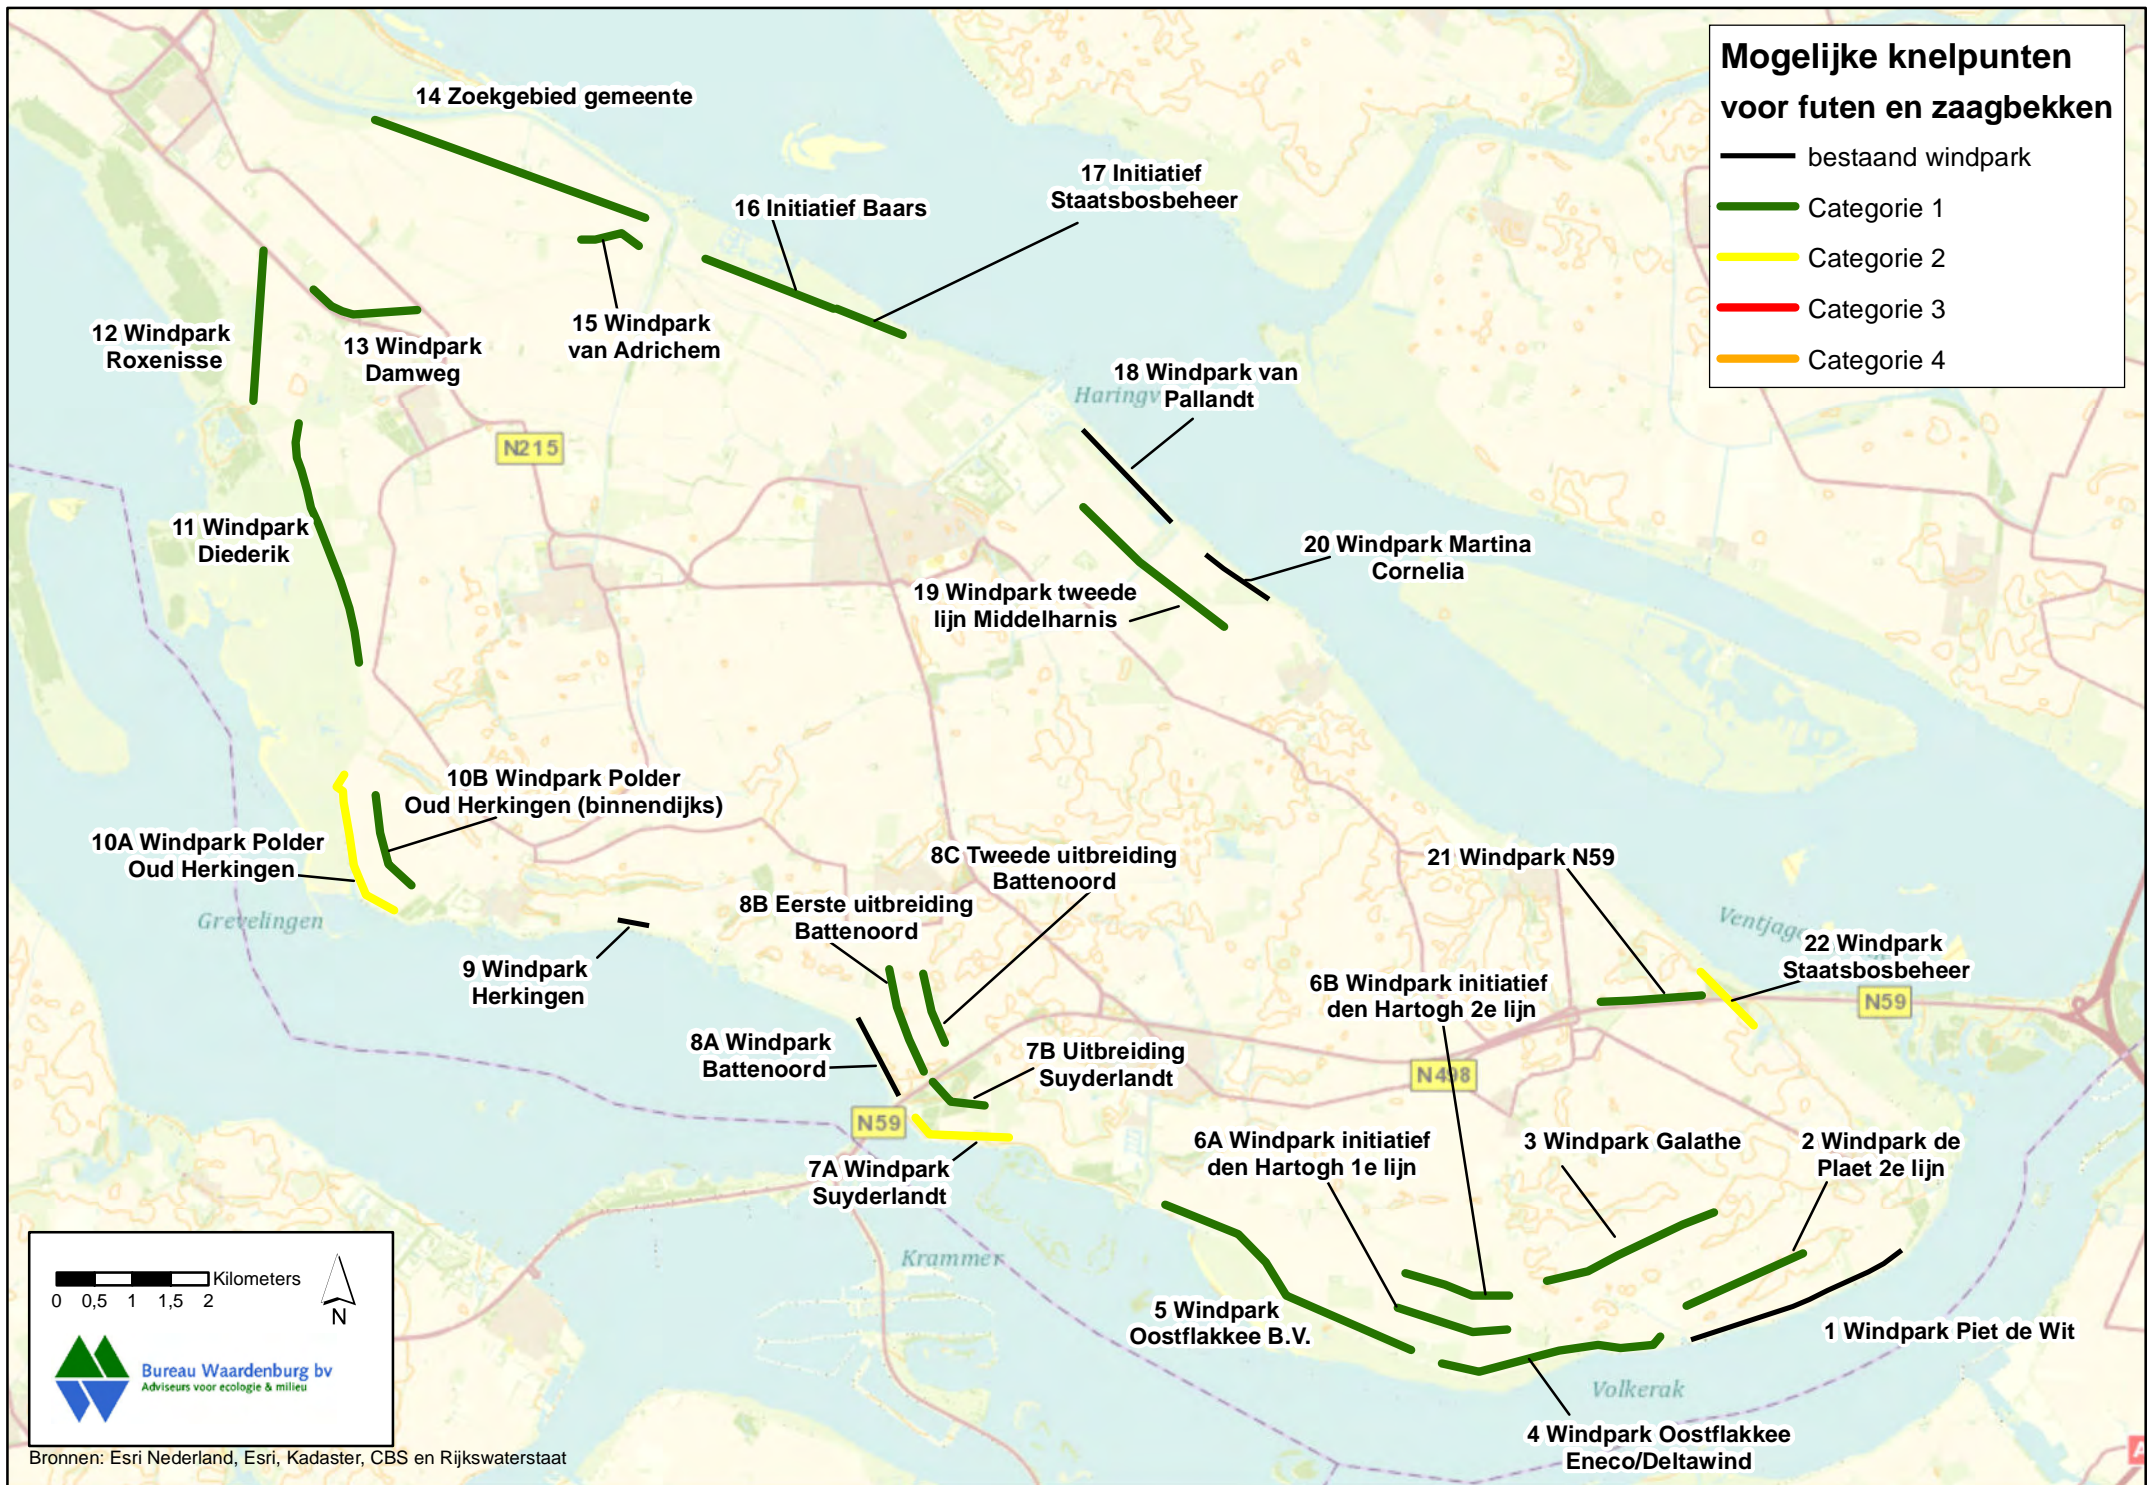 Mogelijke knelpunten
voor futen en zaagbekken
bestaand windpark
Categorie 1
Categorie 2
Categorie 3
Categorie 4
14 Zoekgebied gemeente
17 Initiatief
Staatsbosbeheer
16 Initiatief Baars
15 Windpark
van Adrichem
12 Windpark
Roxenisse
13 Windpark
Damweg
18 Windpark van
Pallandt
N215
11 Windpark
Diederik
20 Windpark Martina
Cornelia
19 Windpark tweede
lijn Middelharnis
10B Windpark Polder
Oud Herkingen (binnendijks)
10A Windpark Polder
Oud Herkingen
Grevelingen
8C Tweede uitbreiding
Battenoord
21 Windpark N59
8B Eerste uitbreiding
Battenoord
22 Windpark
Staatsbosbeheer
9 Windpark
Herkingen
6B Windpark initiatief
den Hartogh 2e lijn
N59
8A Windpark
Battenoord
7B Uitbreiding
Suyderlandt
N498
N59
6A Windpark initiatief
den Hartogh 1e lijn
3 Windpark Galathe
2 Windpark de
Plaet 2e lijn
7A Windpark
Suyderlandt
Krammer
5 Windpark
Oostflakkee B.V.
1 Windpark Piet de Wit
Volkerak
4 Windpark Oostflakkee
Eneco/Deltawind
Kilometers
0 0,5 1 1,5 2
N
Bureau Waardenburg bv
Adviseurs voor ecologie & milieu
Bronnen: Esri Nederland, Esri, Kadaster, CBS en Rijkswaterstaat